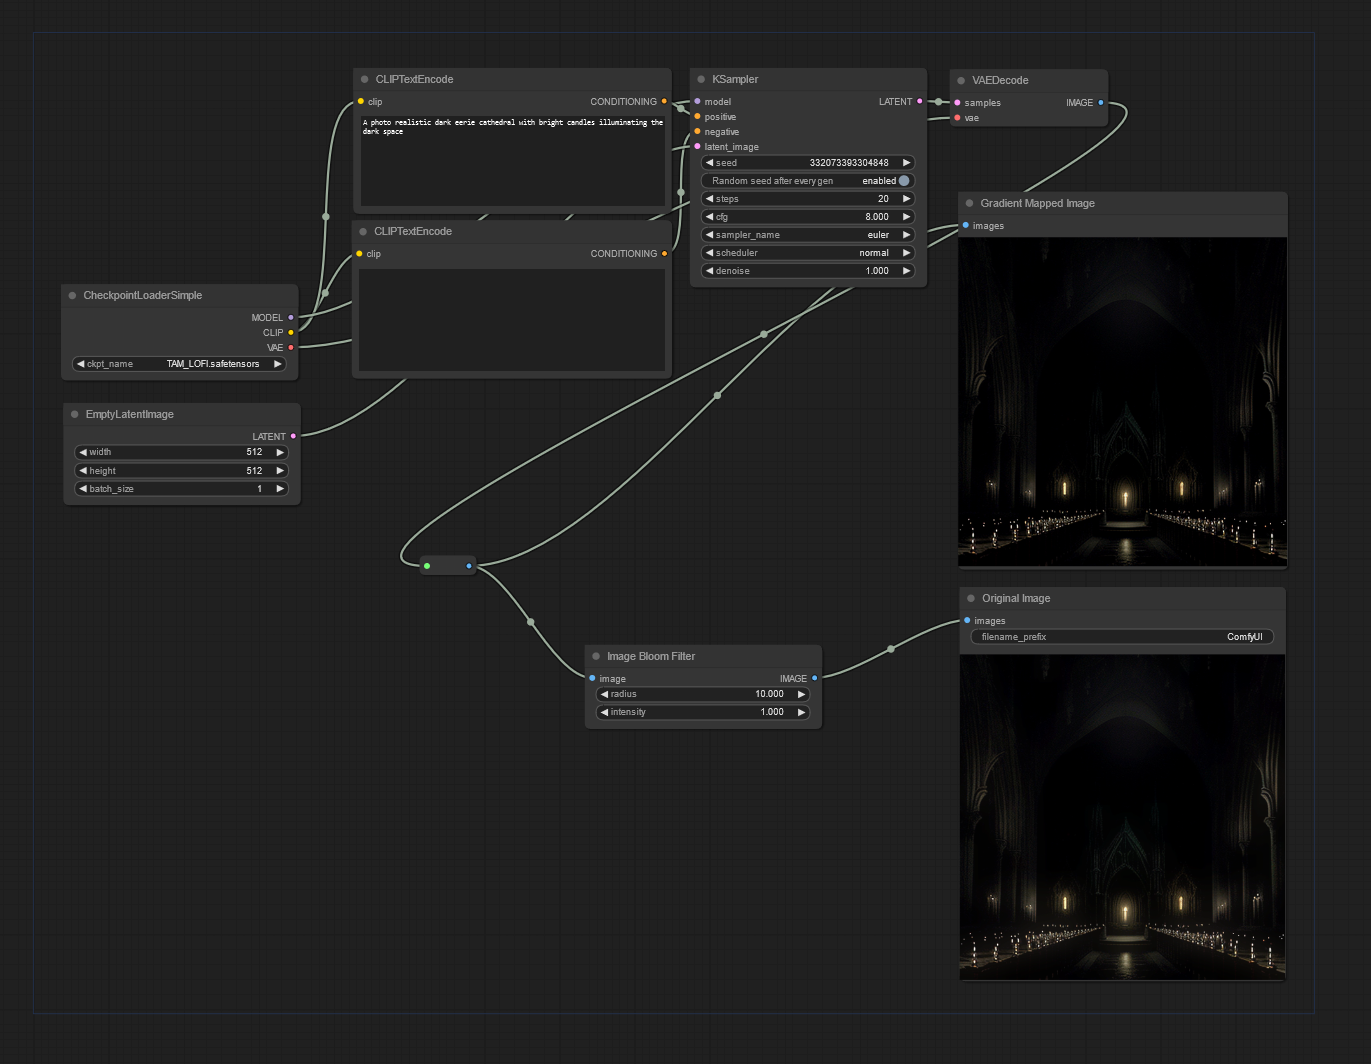 CLIPTextEncode
clip
CONDITIONING
A photo realistic dark eerie cathedral with bright candles illuminating the
dark space
CLIPTextEncode
clip
CONDITIONING
CheckpointLoaderSimple
MODEL
CLIP
VAE
ckpt_name
TAM_LOFI.safetensors
EmptyLatentImage
LATENT
width 512
height 512
batch_size 1
KSampler
model
LATENT
positive
negative
latent_image
seed 332073393304848
Random seed after every gen enabled
steps 20
cfg 8.000
sampler_name euler
scheduler normal
denoise 1.000
VAEDecode
samples
IMAGE
vae
Gradient Mapped Image
images
Image Bloom Filter
image
IMAGE
radius 10.000
intensity 1.000
Original Image
images
filename_prefix ComfyUI